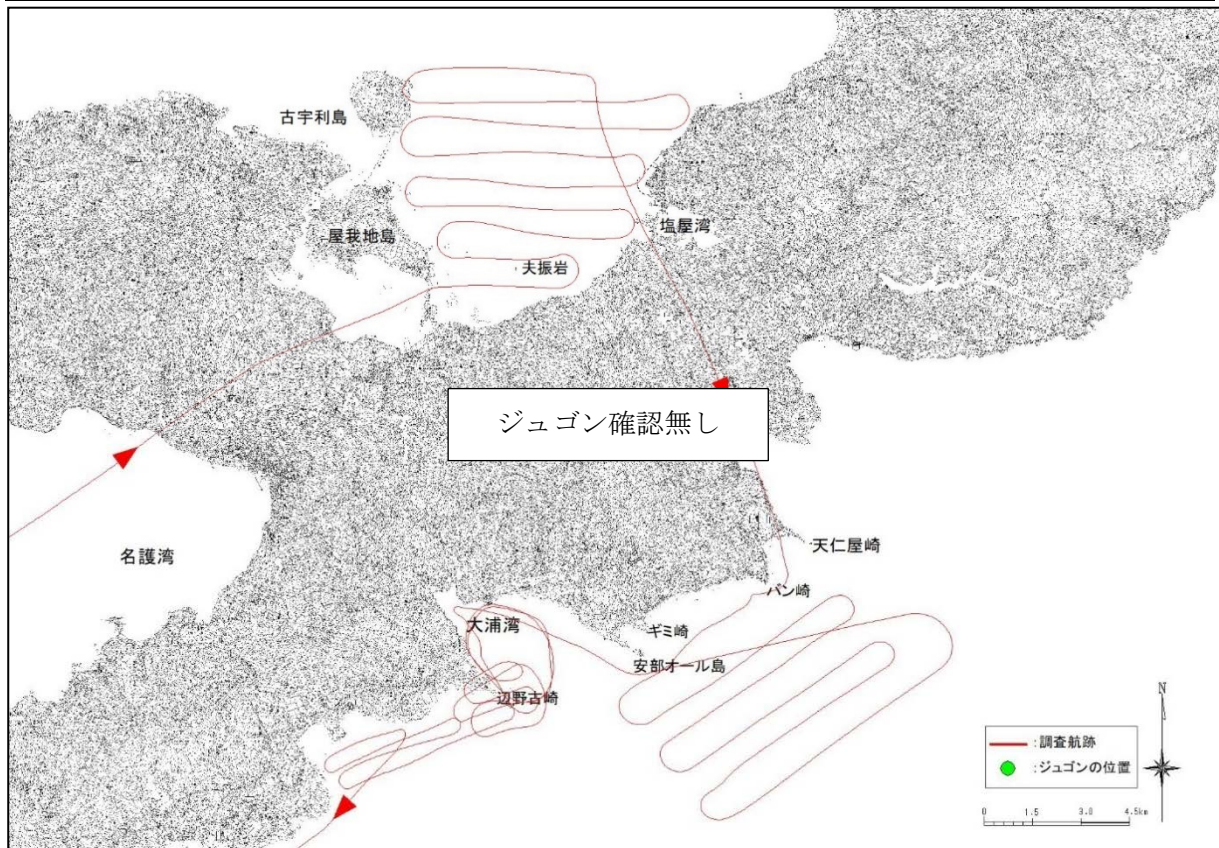 古宇利島
屋我地島
塩屋湾
夫振岩
ジュゴン確認無し
名護湾
天仁屋崎
バン崎
大浦湾
ギミ崎
安部オール島
辺野古崎
N
:調査航跡
:ジュゴンの位置
0 1.5 3.0 4.5km